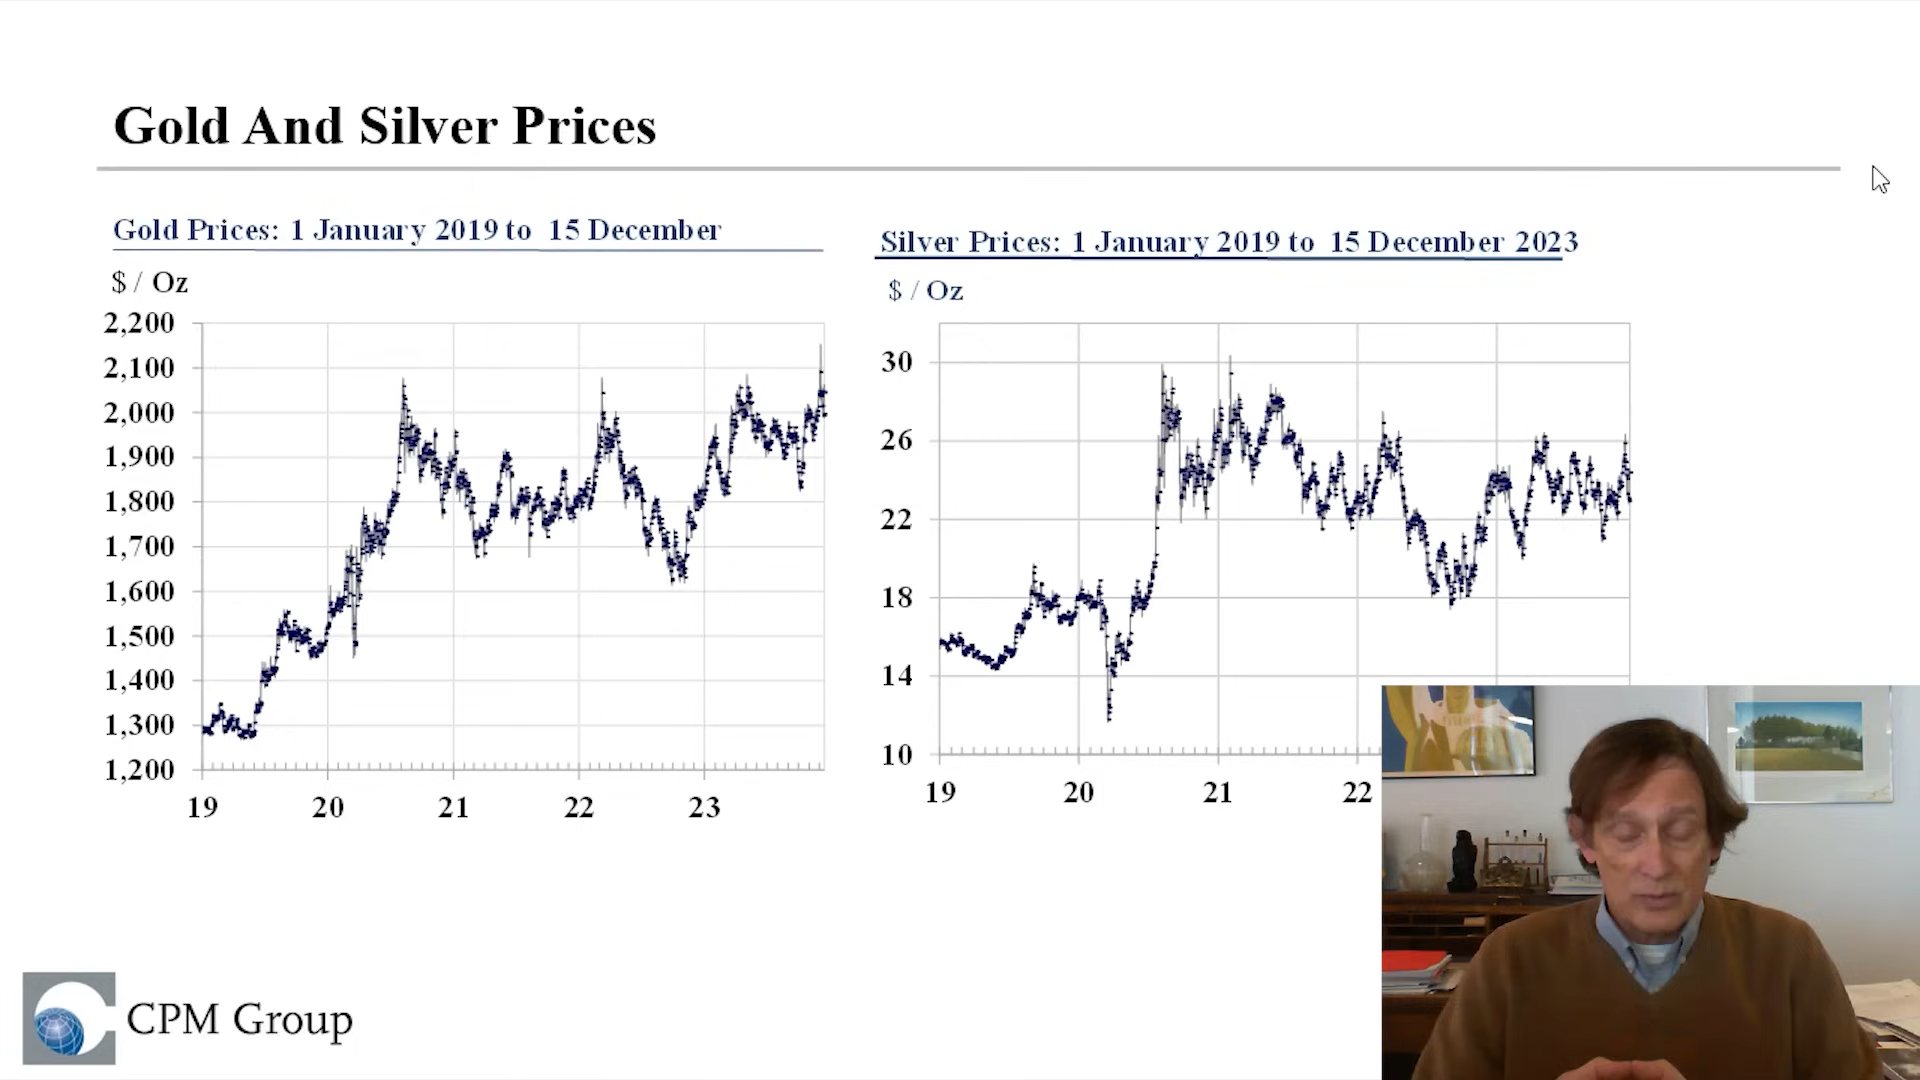 Gold And Silver Prices
Gold Prices: 1 January 2019 to 15 December
$ / Oz
2,200
2,100
2,000
1,900
1,800
1,700
1,600
1,500
1,400
1,300
1,200
19 20 21 22 23
Silver Prices: 1 January 2019 to 15 December 2023
$ / Oz
30
26
22
18
14
10
19 20 21 22
CPM Group